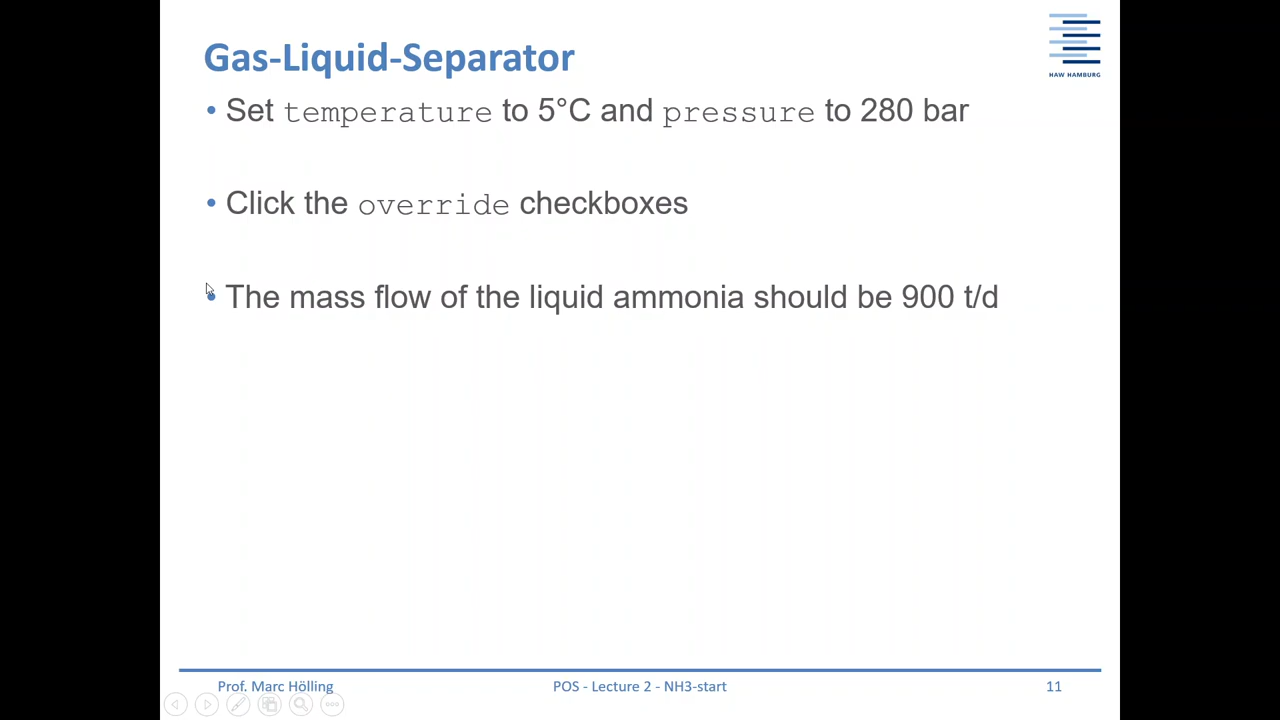 HAW HAMBURG
Gas-Liquid-Separator
• Set temperature to 5°C and pressure to 280 bar
• Click the override checkboxes
• The mass flow of the liquid ammonia should be 900 t/d
Prof. Marc Hölling
POS - Lecture 2 - NH3-start
11